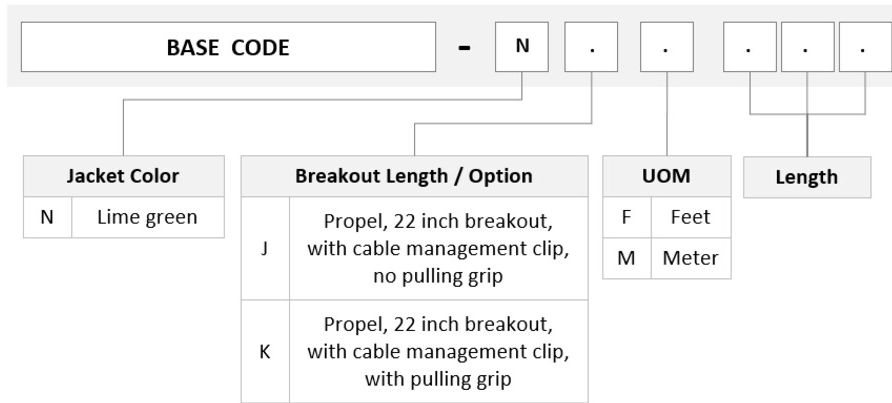 BASE CODE - N . . . . .
Jacket Color
N Lime green
Breakout Length / Option
J Propel, 22 inch breakout,
with cable management clip,
no pulling grip
K Propel, 22 inch breakout,
with cable management clip,
with pulling grip
UOM
F Feet
M Meter
Length